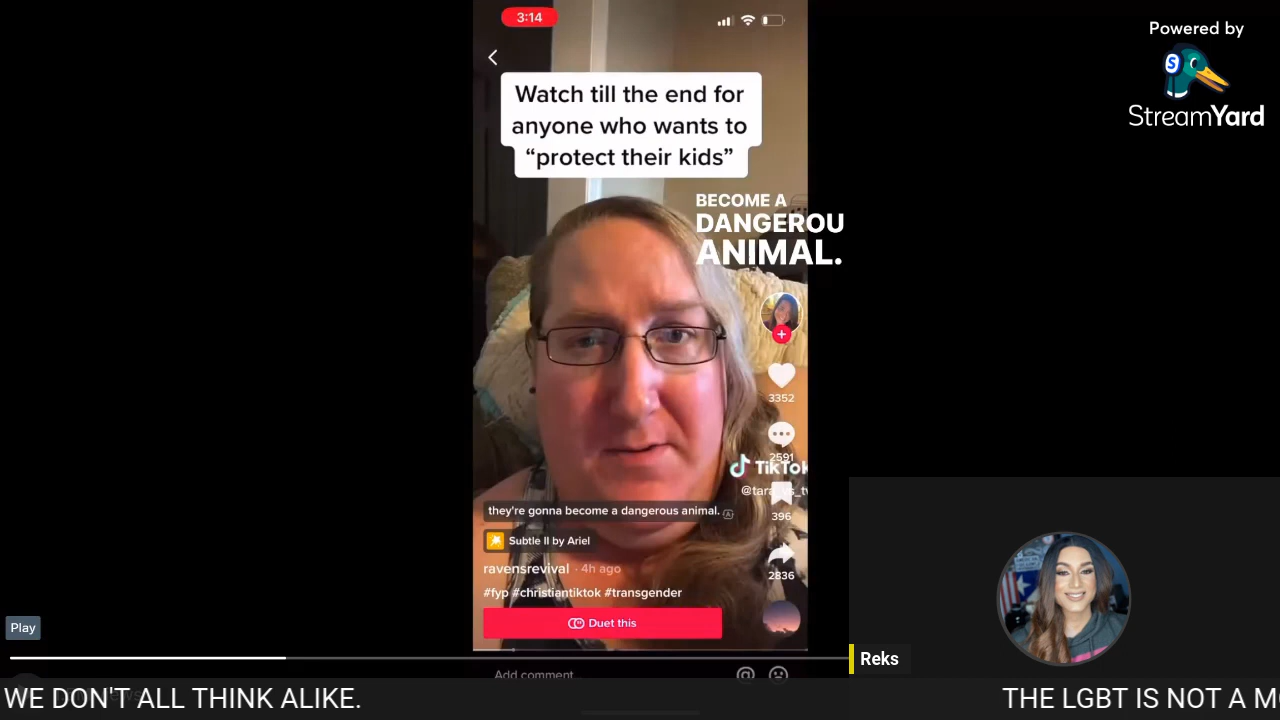 3:14
Powered by
StreamYard
Watch till the end for
anyone who wants to
“protect their kids”
BECOME A
DANGEROU
ANIMAL.
3352
2591
TikTok
@tara
396
they're gonna become a dangerous animal.
Subtle II by Ariel
ravensrevival · 4h ago
2836
#fyp #christiantiktok #transgender
Duet this
Play
Reks
Add comment
WE DON'T ALL THINK ALIKE.
THE LGBT IS NOT A